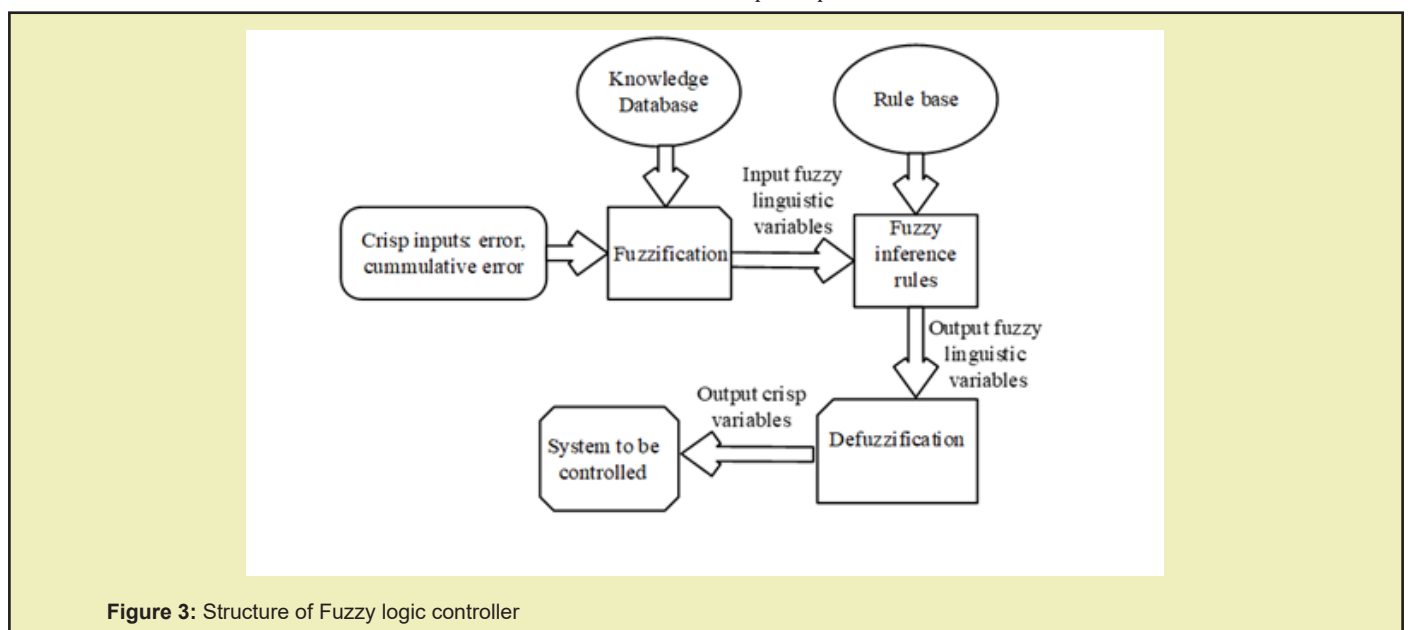 Knowledge
Database
Rule base
Input fuzzy
linguistic
variables
Crisp inputs: error,
cummulative error
Fuzzification
Fuzzy
inference
rules
Output fuzzy
linguistic
variables
Output crisp
variables
System to be
controlled
Defuzzification
Figure 3: Structure of Fuzzy logic controller